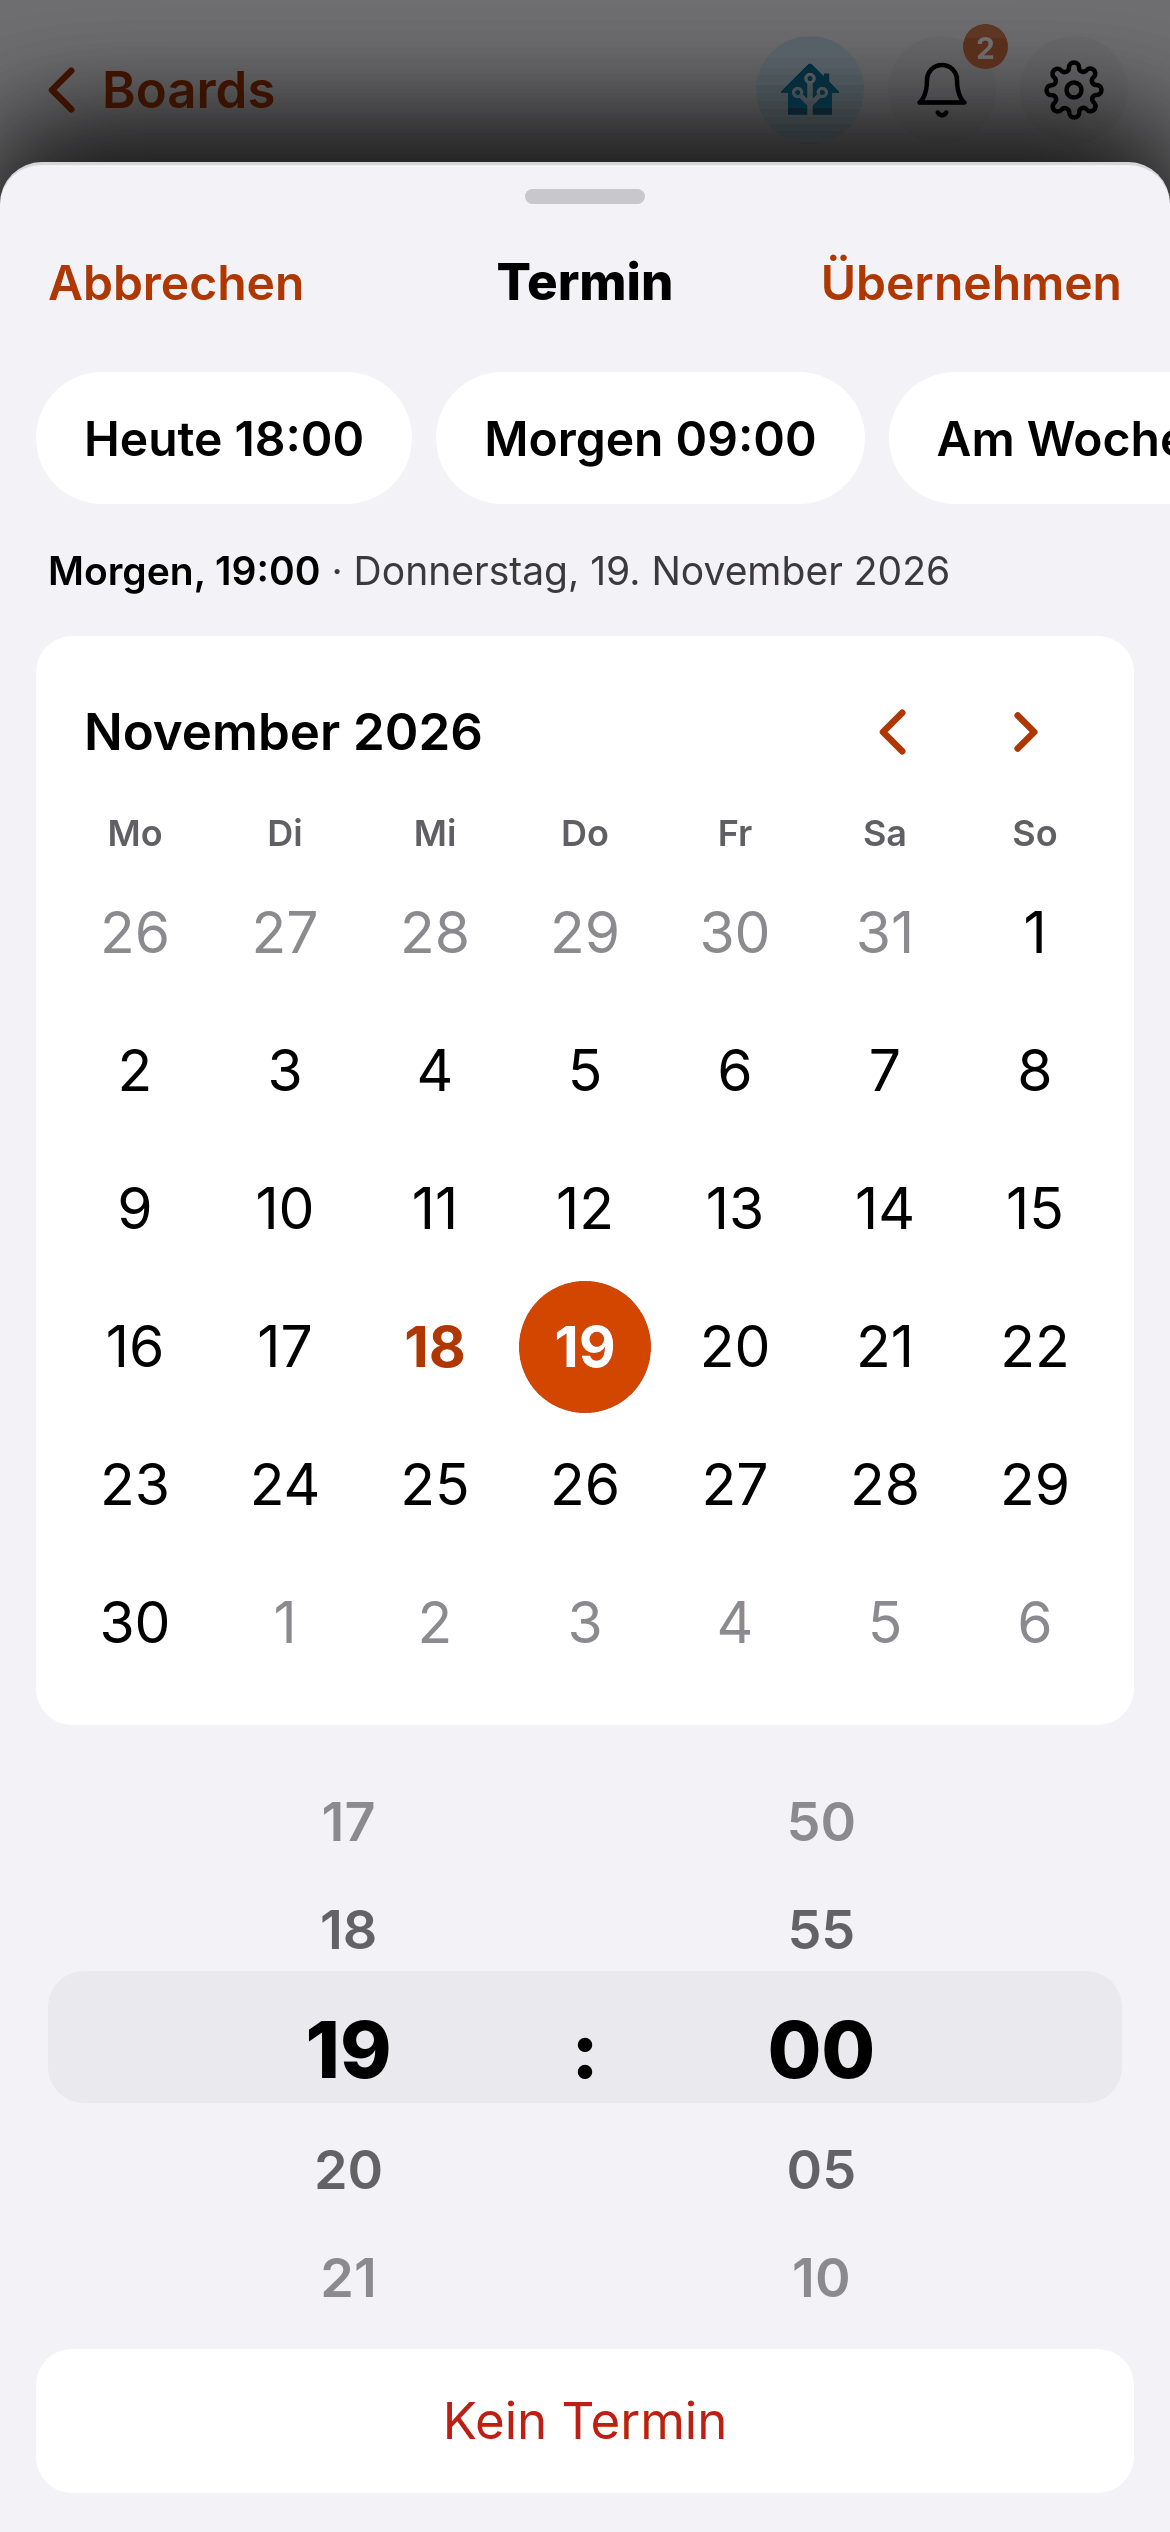 Boards
2
Abbrechen Termin Übernehmen
Heute 18:00 Morgen 09:00 Am Woche
Morgen, 19:00 · Donnerstag, 19. November 2026
November 2026
Mo Di Mi Do Fr Sa So
26 27 28 29 30 31 1
2 3 4 5 6 7 8
9 10 11 12 13 14 15
16 17 18 19 20 21 22
23 24 25 26 27 28 29
30 1 2 3 4 5 6
17 50
18 55
19 : 00
20 05
21 10
Kein Termin